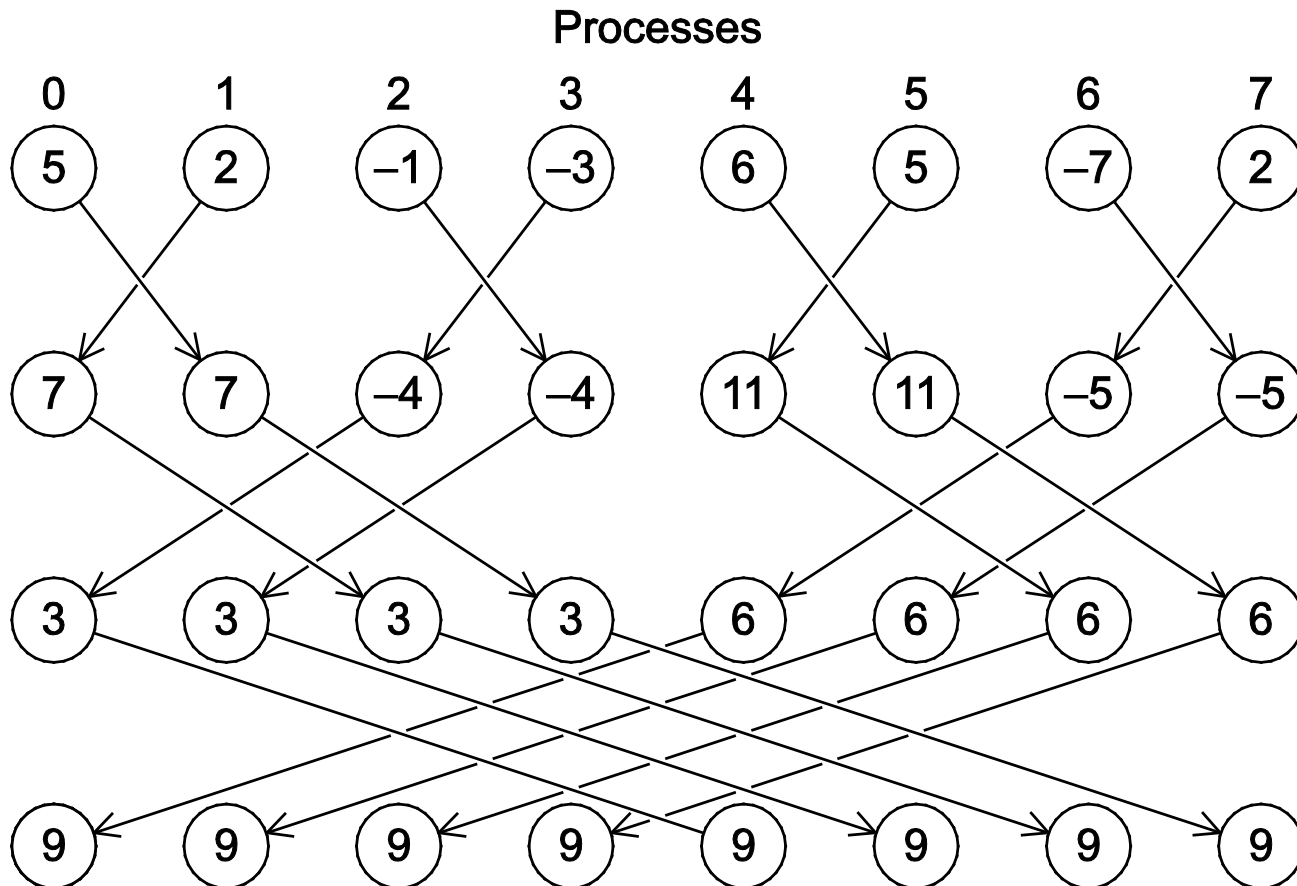 Processes
0 1 2 3 4 5 6 7
5 2 –1 –3 6 5 –7 2
7 7 –4 –4 11 11 –5 –5
3 3 3 3 6 6 6 6
9 9 9 9 9 9 9 9